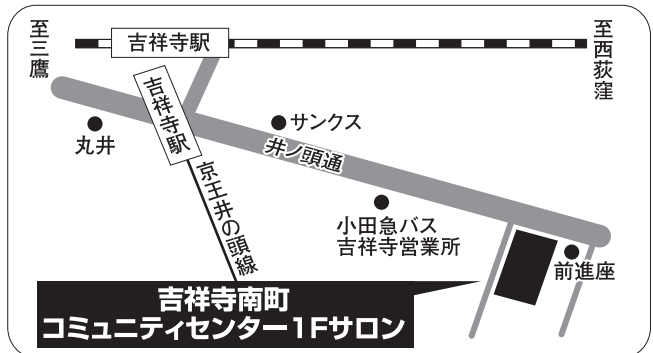 至三鷹
吉祥寺駅
至西荻窪
吉祥寺駅
サンクス
丸井
井ノ頭通
京王井の頭線
小田急バス
吉祥寺営業所
前進座
吉祥寺南町
コミュニティセンター1Fサロン